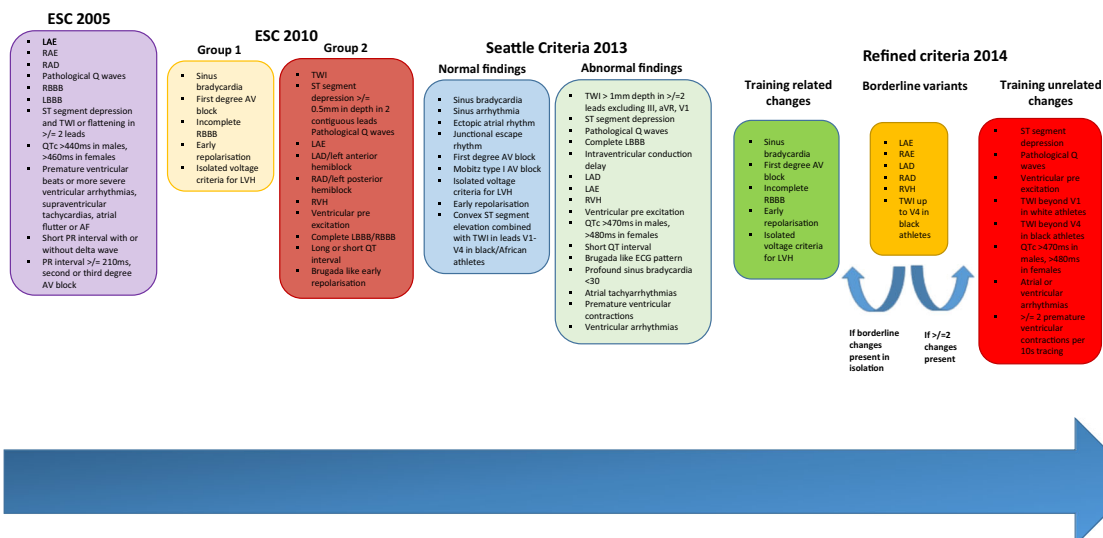 ESC 2005
LAE
RAE
RAD
Pathological Q waves
RBBB
LBBB
ST segment depression
and TWI or flattening in
>/= 2 leads
QTc >440ms in males,
>460ms in females
Premature ventricular
beats or more severe
ventricular arrhythmias,
supraventricular
tachycardias, atrial
flutter or AF
Short PR interval with or
without delta wave
PR interval >/= 210ms,
second or third degree
AV block
ESC 2010
Group 1
Sinus
bradycardia
First degree AV
block
Incomplete
RBBB
Early
repolarisation
Isolated voltage
criteria for LVH
Group 2
TWI
ST segment
depression >/=
0.5mm in depth in 2
contiguous leads
Pathological Q waves
LAE
LAD/left anterior
hemiblock
RAD/left posterior
hemiblock
RVH
Ventricular pre
excitation
Complete LBBB/RBBB
Long or short QT
interval
Brugada like early
repolarisation
Seattle Criteria 2013
Normal findings
Sinus bradycardia
Sinus arrhythmia
Ectopic atrial rhythm
Junctional escape
rhythm
First degree AV block
Mobitz type I AV block
Isolated voltage
criteria for LVH
Early repolarisation
Convex ST segment
elevation combined
with TWI in leads V1-
V4 in black/African
athletes
Abnormal findings
TWI > 1mm depth in >/=2
leads excluding III, aVR, V1
ST segment depression
Pathological Q waves
Complete LBBB
Intraventricular conduction
delay
LAD
LAE
RVH
Ventricular pre excitation
QTc >470ms in males,
>480ms in females
Short QT interval
Brugada like ECG pattern
Profound sinus bradycardia
<30
Atrial tachyarrhythmias
Premature ventricular
contractions
Ventricular arrhythmias
Refined criteria 2014
Training related
changes
Sinus
bradycardia
First degree AV
block
Incomplete
RBBB
Early
repolarisation
Isolated
voltage criteria
for LVH
Borderline variants
LAE
RAE
LAD
RAD
RVH
TWI up
to V4 in
black
athletes
If borderline
changes
present in
isolation
If >/=2
changes
present
Training unrelated
changes
ST segment
depression
Pathological Q
waves
Ventricular pre
excitation
TWI beyond V1
in white athletes
TWI beyond V4
in black athletes
QTc >470ms in
males, >480ms
in females
Atrial or
ventricular
arrhythmias
>/= 2 premature
ventricular
contractions per
10s tracing